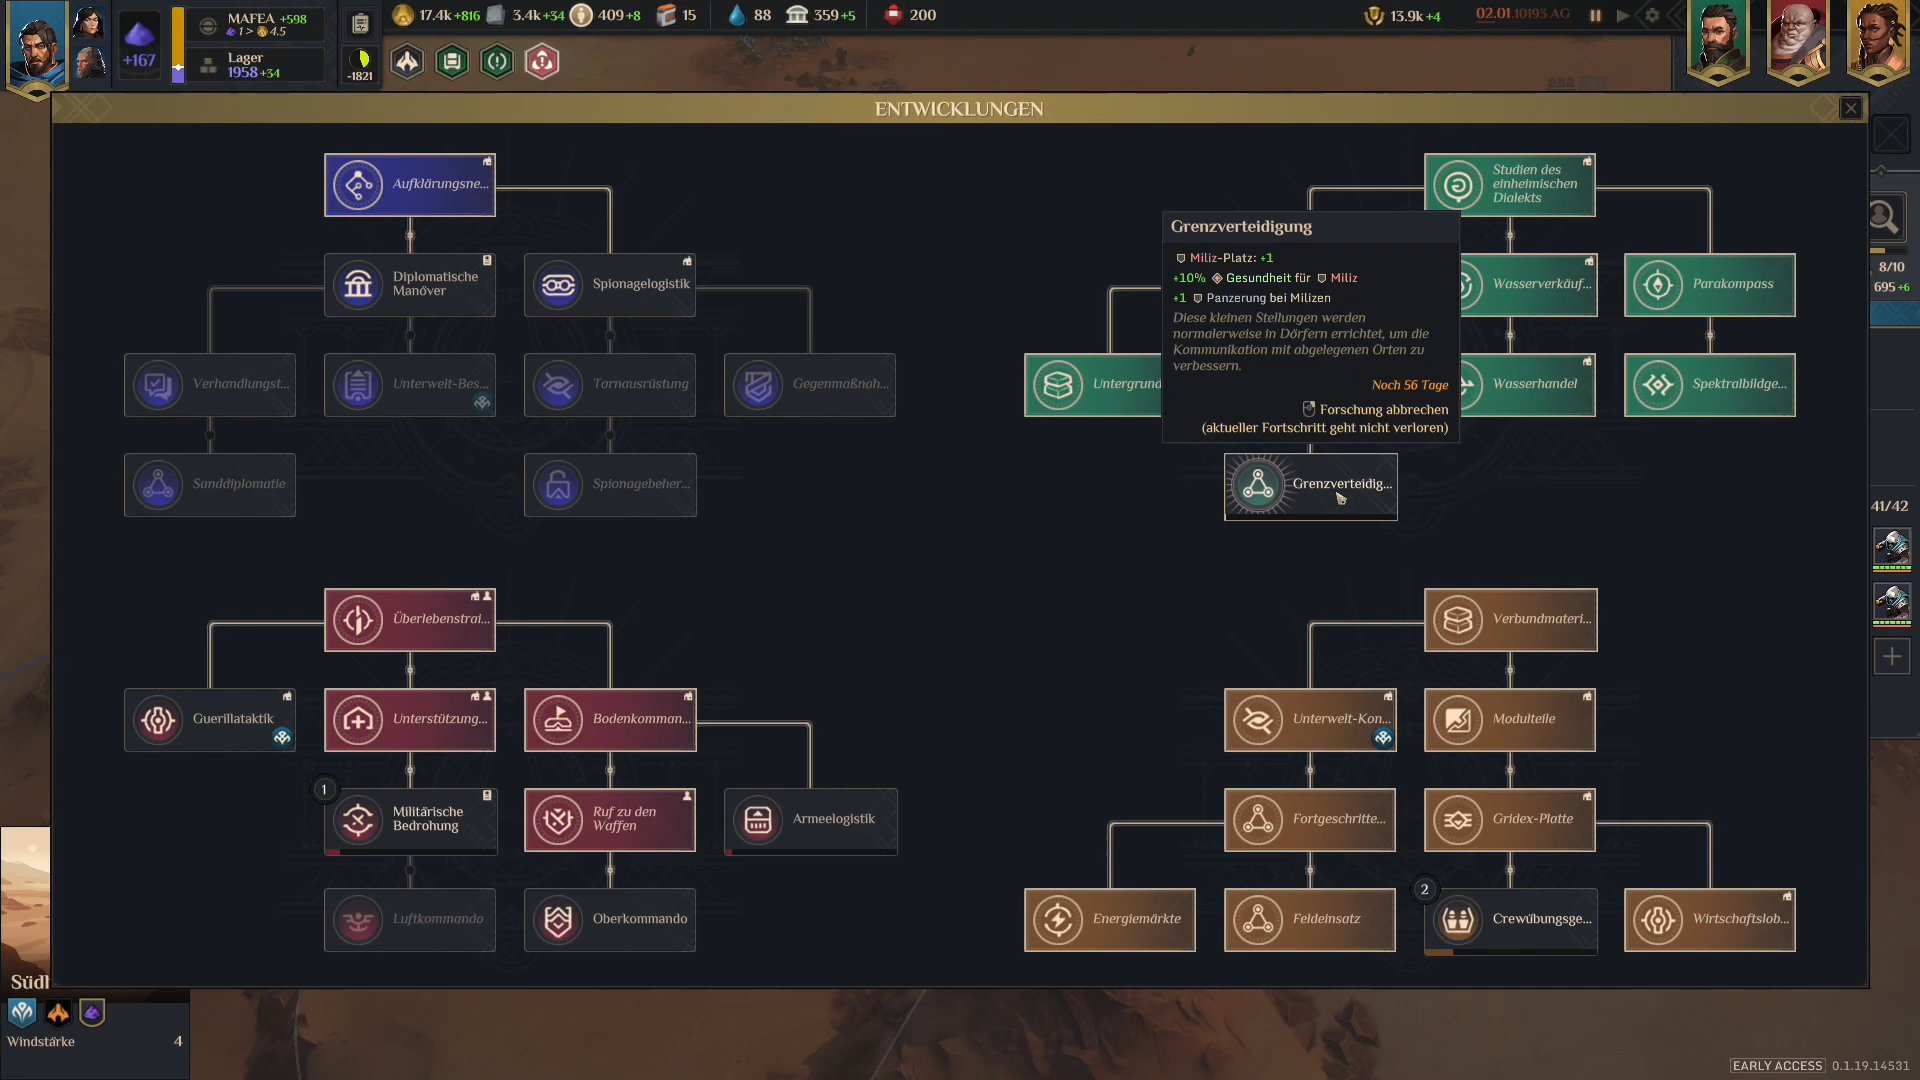 MAFEA +598
1 > 4.5
Lager
1958 +34
+167
-1821
17.4k +816
3.4k +34
409 +8
15
88
359 +5
200
13.9k +4
02.01.10193 AG
ENTWICKLUNGEN
Aufklärungsne...
Diplomatische
Manöver
Spionagelogistik
Verhandlungst...
Unterwelt-Bes...
Tarnausrüstung
Gegenmaßnah...
Sanddiplomatie
Spionagebeher...
Studien des
einheimischen
Dialekts
Grenzverteidigung
Miliz-Platz: +1
+10% Gesundheit für Miliz
+1 Panzerung bei Milizen
Diese kleinen Stellungen werden
normalerweise in Dörfern errichtet, um die
Kommunikation mit abgelegenen Orten zu
verbessern.
Noch 56 Tage
Forschung abbrechen
(aktueller Fortschritt geht nicht verloren)
Wasserverkäuf...
Parakompass
Untergrund
Wasserhandel
Spektralbildge...
Grenzverteidig...
Überlebenstrai...
Guerillataktik
Unterstützung...
Bodenkomman...
1
Militärische
Bedrohung
Ruf zu den
Waffen
Armeelogistik
Luftkommando
Oberkommando
Verbundmateri...
Unterwelt-Kon...
Modulteile
Fortgeschritte...
Gridex-Platte
Energiemärkte
Feldeinsatz
2
Crewübungsge...
Wirtschaftslob...
8/10
695 +6
41/42
Südl
Windstärke 4
EARLY ACCESS 0.1.19.14531